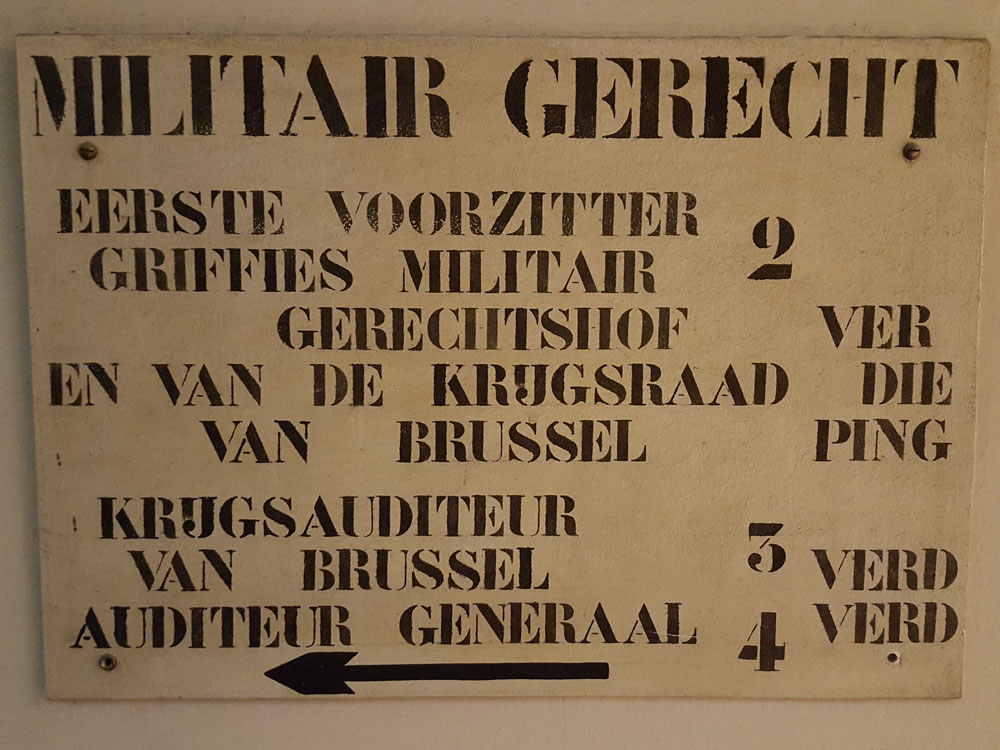 MILITAIR GERECHT
EERSTE VOORZITTER 2
GRIFFIES MILITAIR
GERECHTSHOF VER
EN VAN DE KRIJGSRAAD DIE
VAN BRUSSEL PING
KRIJGSAUDITEUR
VAN BRUSSEL 3 VERD
AUDITEUR GENERAAL 4 VERD